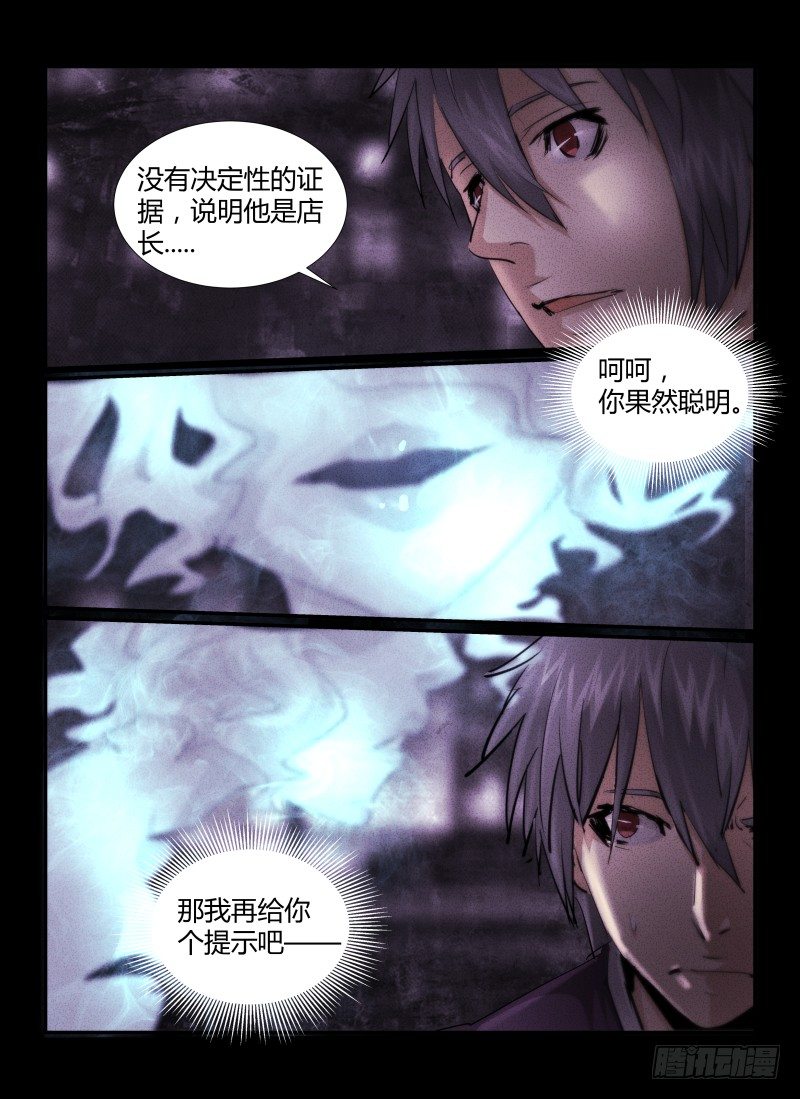 没有决定性的证
据，说明他是店
长.....
呵呵，
你果然聪明。
那我再给你
个提示吧——
腾讯动漫